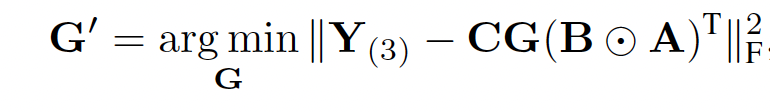 G′ = arg min ‖Y₍₃₎ − CG(B ⊙ A)ᵀ‖²_F,
G